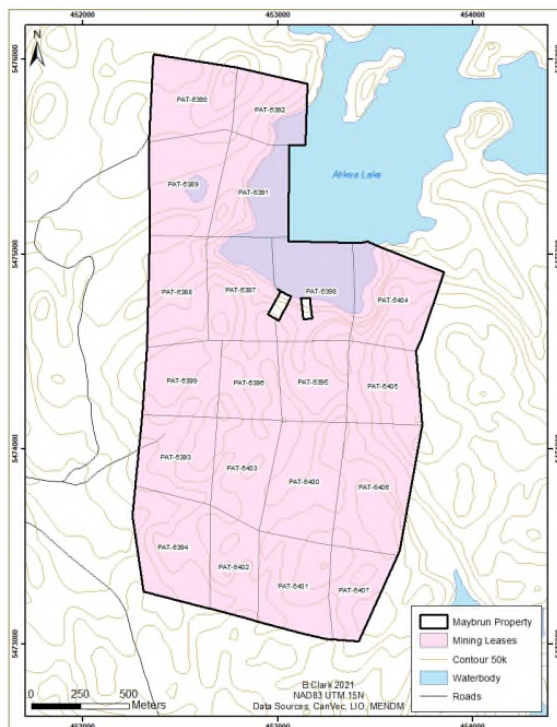 452000
453000
454000
N
5476000
PAT-6380
PAT-6382
Atikwa Lake
PAT-6389
PAT-6391
5475000
PAT-6388
PAT-6397
PAT-6398
PAT-6404
PAT-6399
PAT-6396
PAT-6395
PAT-6405
5474000
PAT-6393
PAT-6403
PAT-6400
PAT-6406
PAT-6394
PAT-6402
PAT-6401
PAT-6407
5473000
Maybrun Property
Mining Leases
Contour 50k
Waterbody
Roads
0 250 500
Meters
B.Clark 2021
NAD83 UTM 15N
Data Sources: CanVec, LIO, MENDM